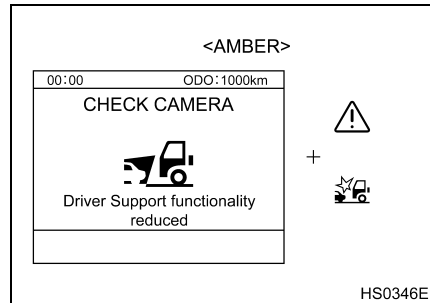 <AMBER>
00:00 ODO:1000km
CHECK CAMERA
Driver Support functionality
reduced
+
HS0346E